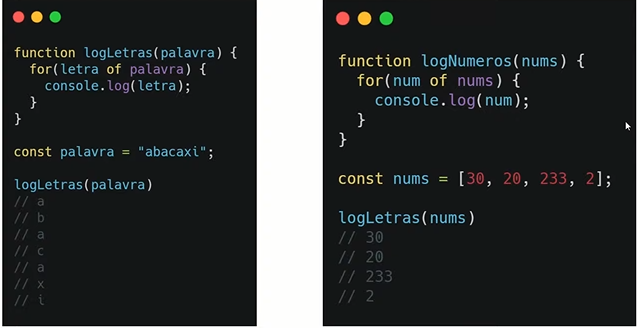 function logLetras(palavra) {
  for(letra of palavra) {
    console.log(letra);
  }
}
const palavra = "abacaxi";
logLetras(palavra)
// a
// b
// a
// c
// a
// x
// i
function logNumeros(nums) {
  for(num of nums) {
    console.log(num);
  }
}
const nums = [30, 20, 233, 2];
logLetras(nums)
// 30
// 20
// 233
// 2